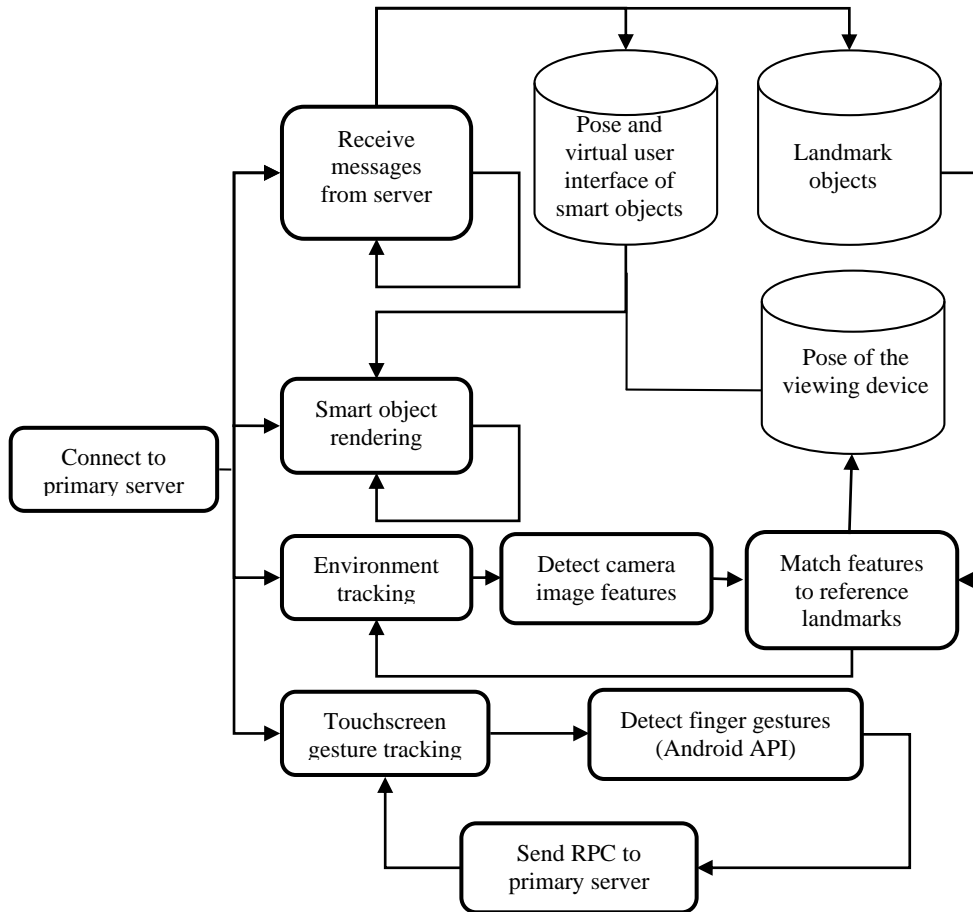 Receive
messages
from server
Pose and
virtual user
interface of
smart objects
Landmark
objects
Pose of the
viewing device
Smart object
rendering
Connect to
primary server
Environment
tracking
Detect camera
image features
Match features
to reference
landmarks
Touchscreen
gesture tracking
Detect finger gestures
(Android API)
Send RPC to
primary server